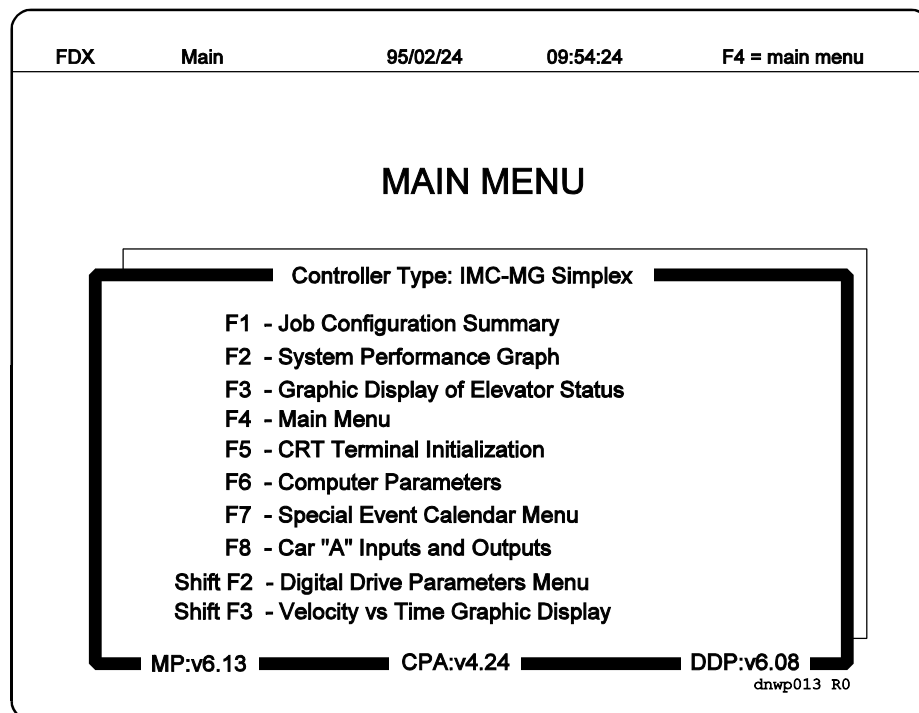 FDX Main 95/02/24 09:54:24 F4 = main menu
MAIN MENU
Controller Type: IMC-MG Simplex
F1 - Job Configuration Summary
F2 - System Performance Graph
F3 - Graphic Display of Elevator Status
F4 - Main Menu
F5 - CRT Terminal Initialization
F6 - Computer Parameters
F7 - Special Event Calendar Menu
F8 - Car "A" Inputs and Outputs
Shift F2 - Digital Drive Parameters Menu
Shift F3 - Velocity vs Time Graphic Display
MP:v6.13 CPA:v4.24 DDP:v6.08
dnwp013 R0